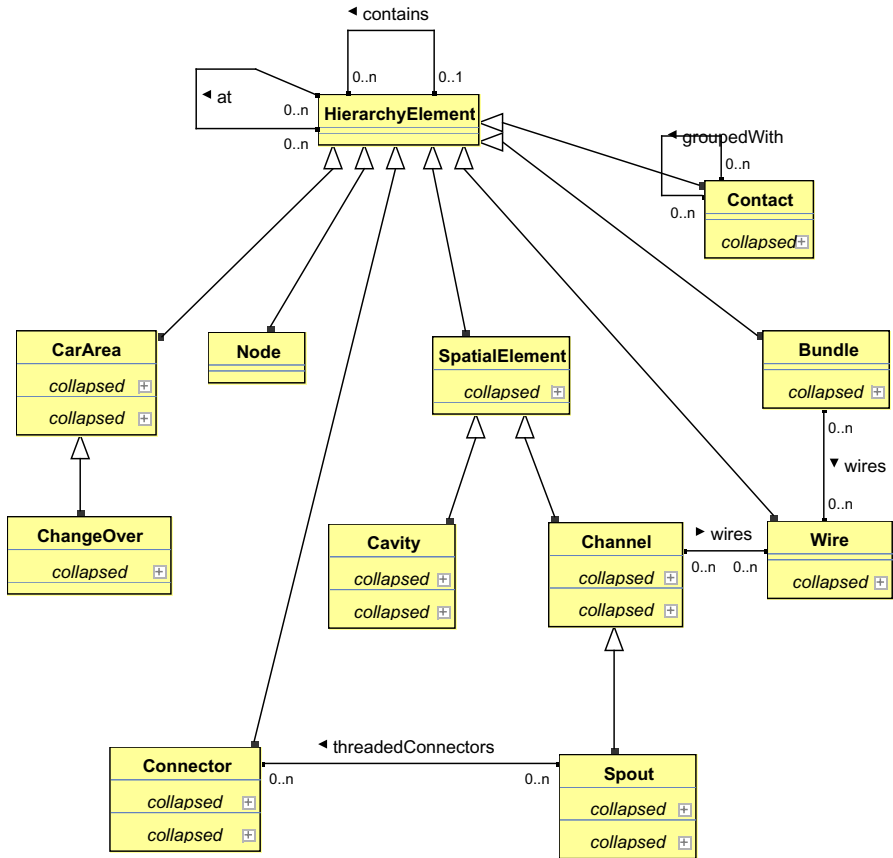 ◄ contains
0..n
0..1
◄ at
0..n
0..n
HierarchyElement
◄ groupedWith
0..n
0..n
Contact
collapsed
CarArea
collapsed
collapsed
Node
SpatialElement
collapsed
Bundle
collapsed
0..n
▼ wires
0..n
ChangeOver
collapsed
Cavity
collapsed
collapsed
Channel
collapsed
collapsed
► wires
0..n
0..n
Wire
collapsed
Connector
collapsed
collapsed
◄ threadedConnectors
0..n
0..n
Spout
collapsed
collapsed